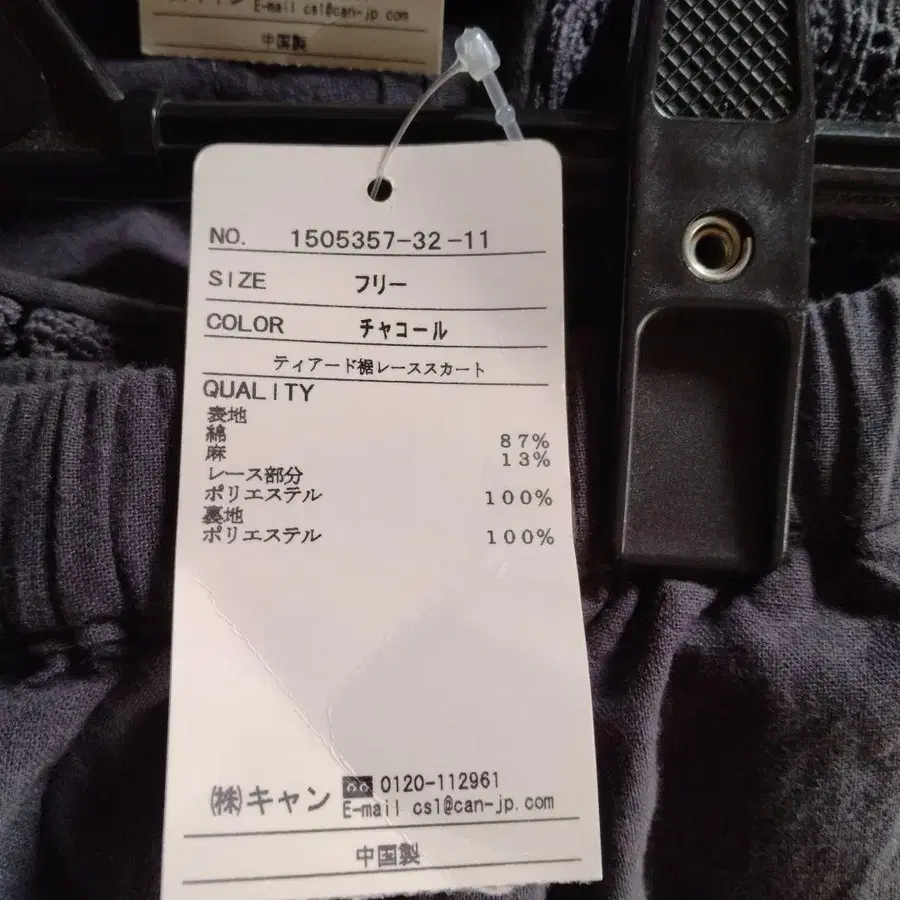 E-mail cs1@can-jp.com
中国製
NO. 1505357-32-11
SIZE フリー
COLOR チャコール
ティアード裾レーススカート
QUALITY
表地
綿 87%
麻 13%
レース部分
ポリエステル 100%
裏地
ポリエステル 100%
㈱キャン 0120-112961
E-mail cs1@can-jp.com
中国製